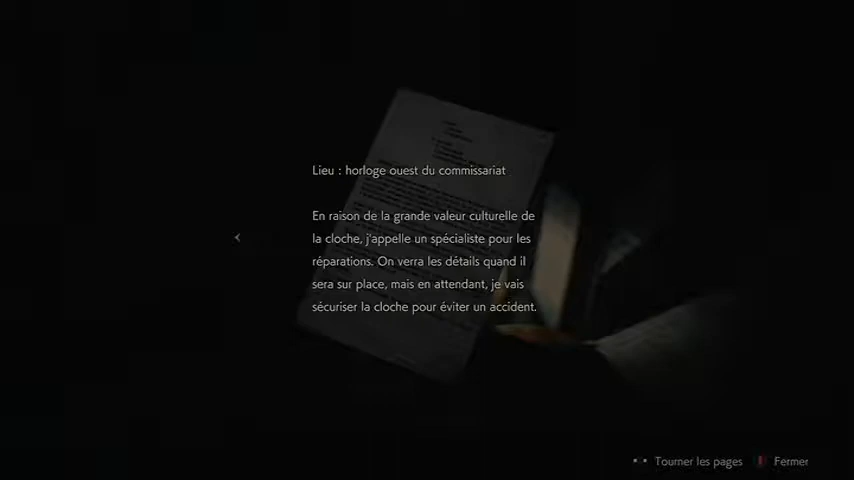 Lieu : horloge ouest du commissariat
En raison de la grande valeur culturelle de
la cloche, j'appelle un spécialiste pour les
réparations. On verra les détails quand il
sera sur place, mais en attendant, je vais
sécuriser la cloche pour éviter un accident.
Tourner les pages
Fermer